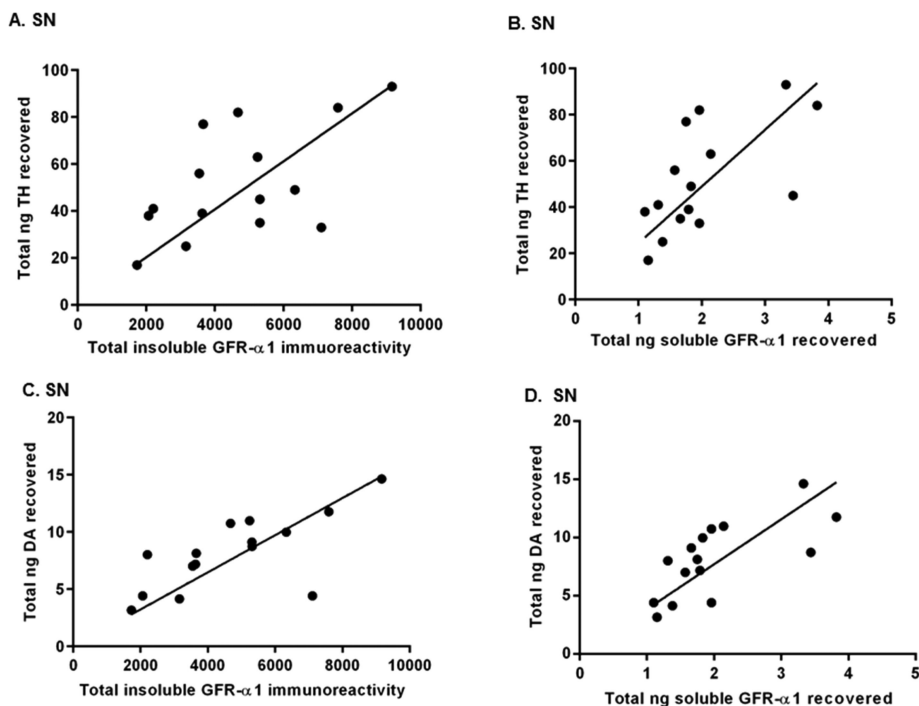 A. SN
Total ng TH recovered
100
80
60
40
20
0
2000 4000 6000 8000 10000
Total insoluble GFR-α1 immuoreactivity
B. SN
Total ng TH recovered
100
80
60
40
20
0
0 1 2 3 4 5
Total ng soluble GFR-α1 recovered
C. SN
Total ng DA recovered
20
15
10
5
0
0 2000 4000 6000 8000 10000
Total insoluble GFR-α1 immunoreactivity
D. SN
Total ng DA recovered
20
15
10
5
0
0 1 2 3 4 5
Total ng soluble GFR-α1 recovered